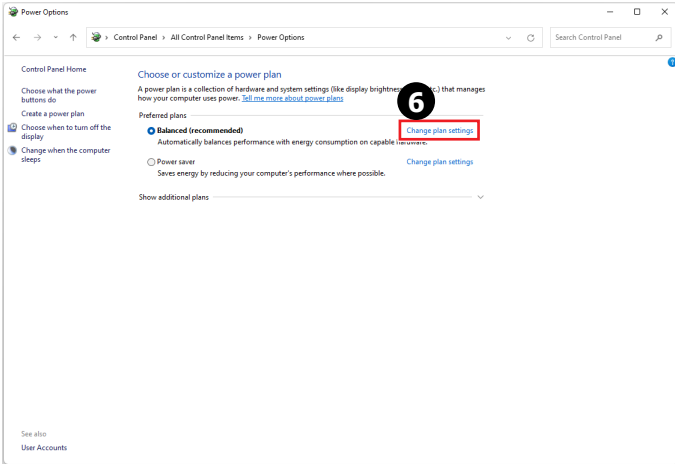 Power Options
Control Panel > All Control Panel Items > Power Options
Search Control Panel
Control Panel Home
Choose what the power
buttons do
Create a power plan
Choose when to turn off the
display
Change when the computer
sleeps
Choose or customize a power plan
A power plan is a collection of hardware and system settings (like display brightness, etc.) that manages
how your computer uses power. Tell me more about power plans
6
Preferred plans
Balanced (recommended)
Change plan settings
Automatically balances performance with energy consumption on capable hardware.
Power saver
Change plan settings
Saves energy by reducing your computer's performance where possible.
Show additional plans
See also
User Accounts